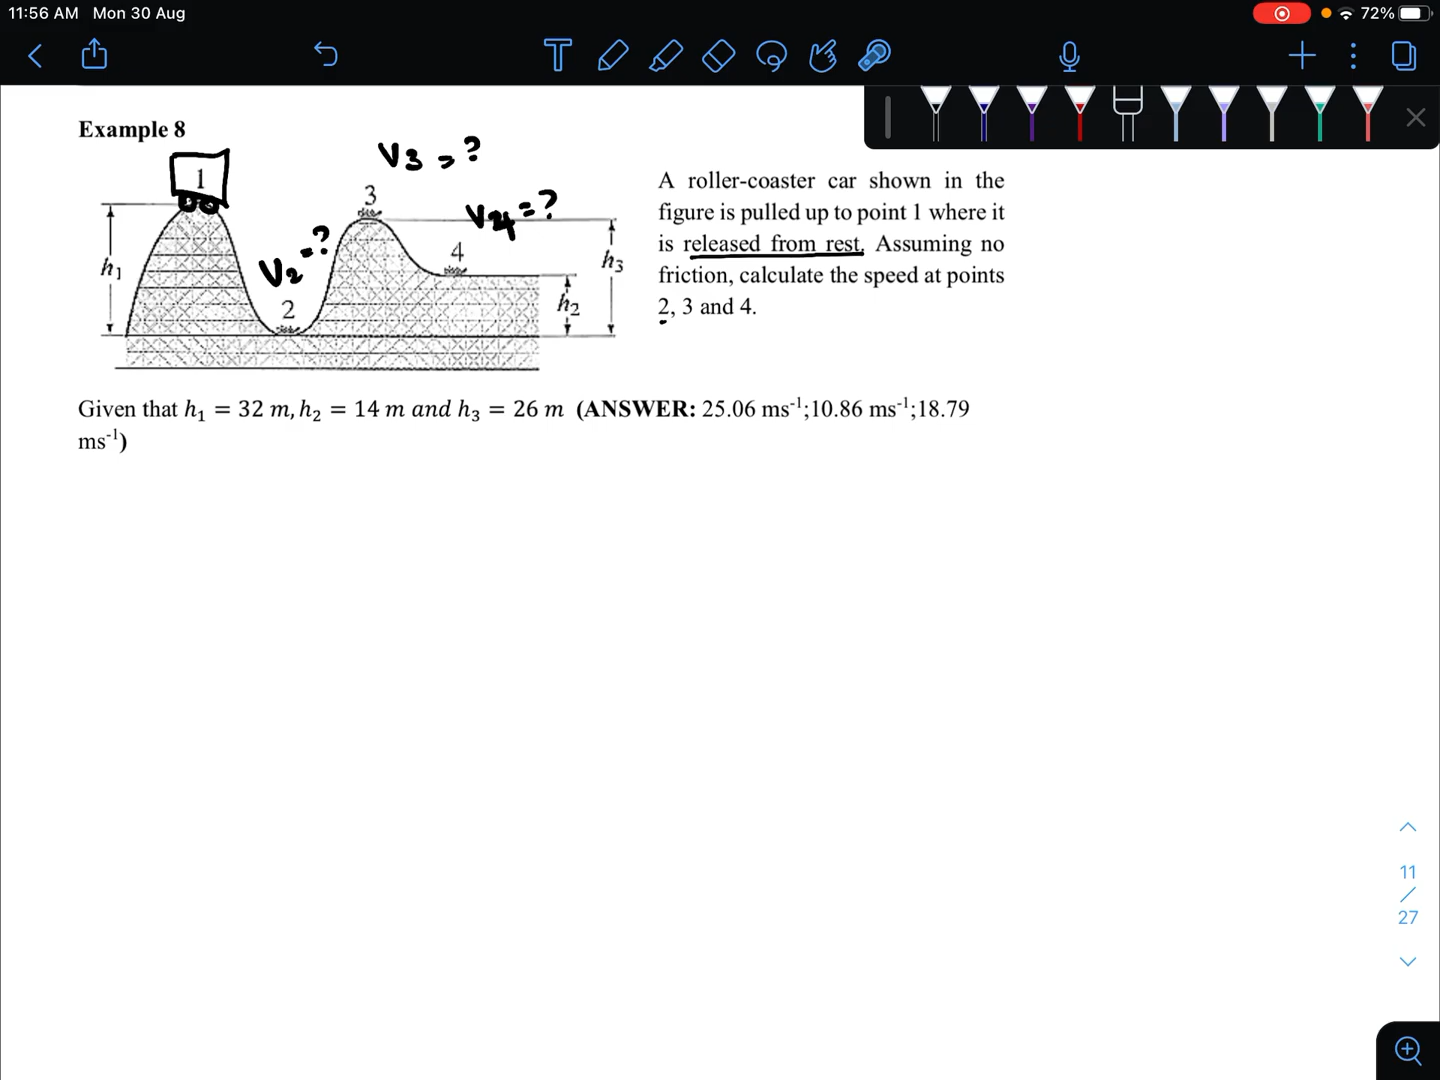 11:56 AM Mon 30 Aug
72%
T
Example 8
1
V3 = ?
3
V4 = ?
V2 = ?
4
h1
h3
2
h2
A roller-coaster car shown in the
figure is pulled up to point 1 where it
is released from rest. Assuming no
friction, calculate the speed at points
2, 3 and 4.
Given that h₁ = 32 m, h₂ = 14 m and h₃ = 26 m (ANSWER: 25.06 ms⁻¹;10.86 ms⁻¹;18.79
ms⁻¹)
11
/
27